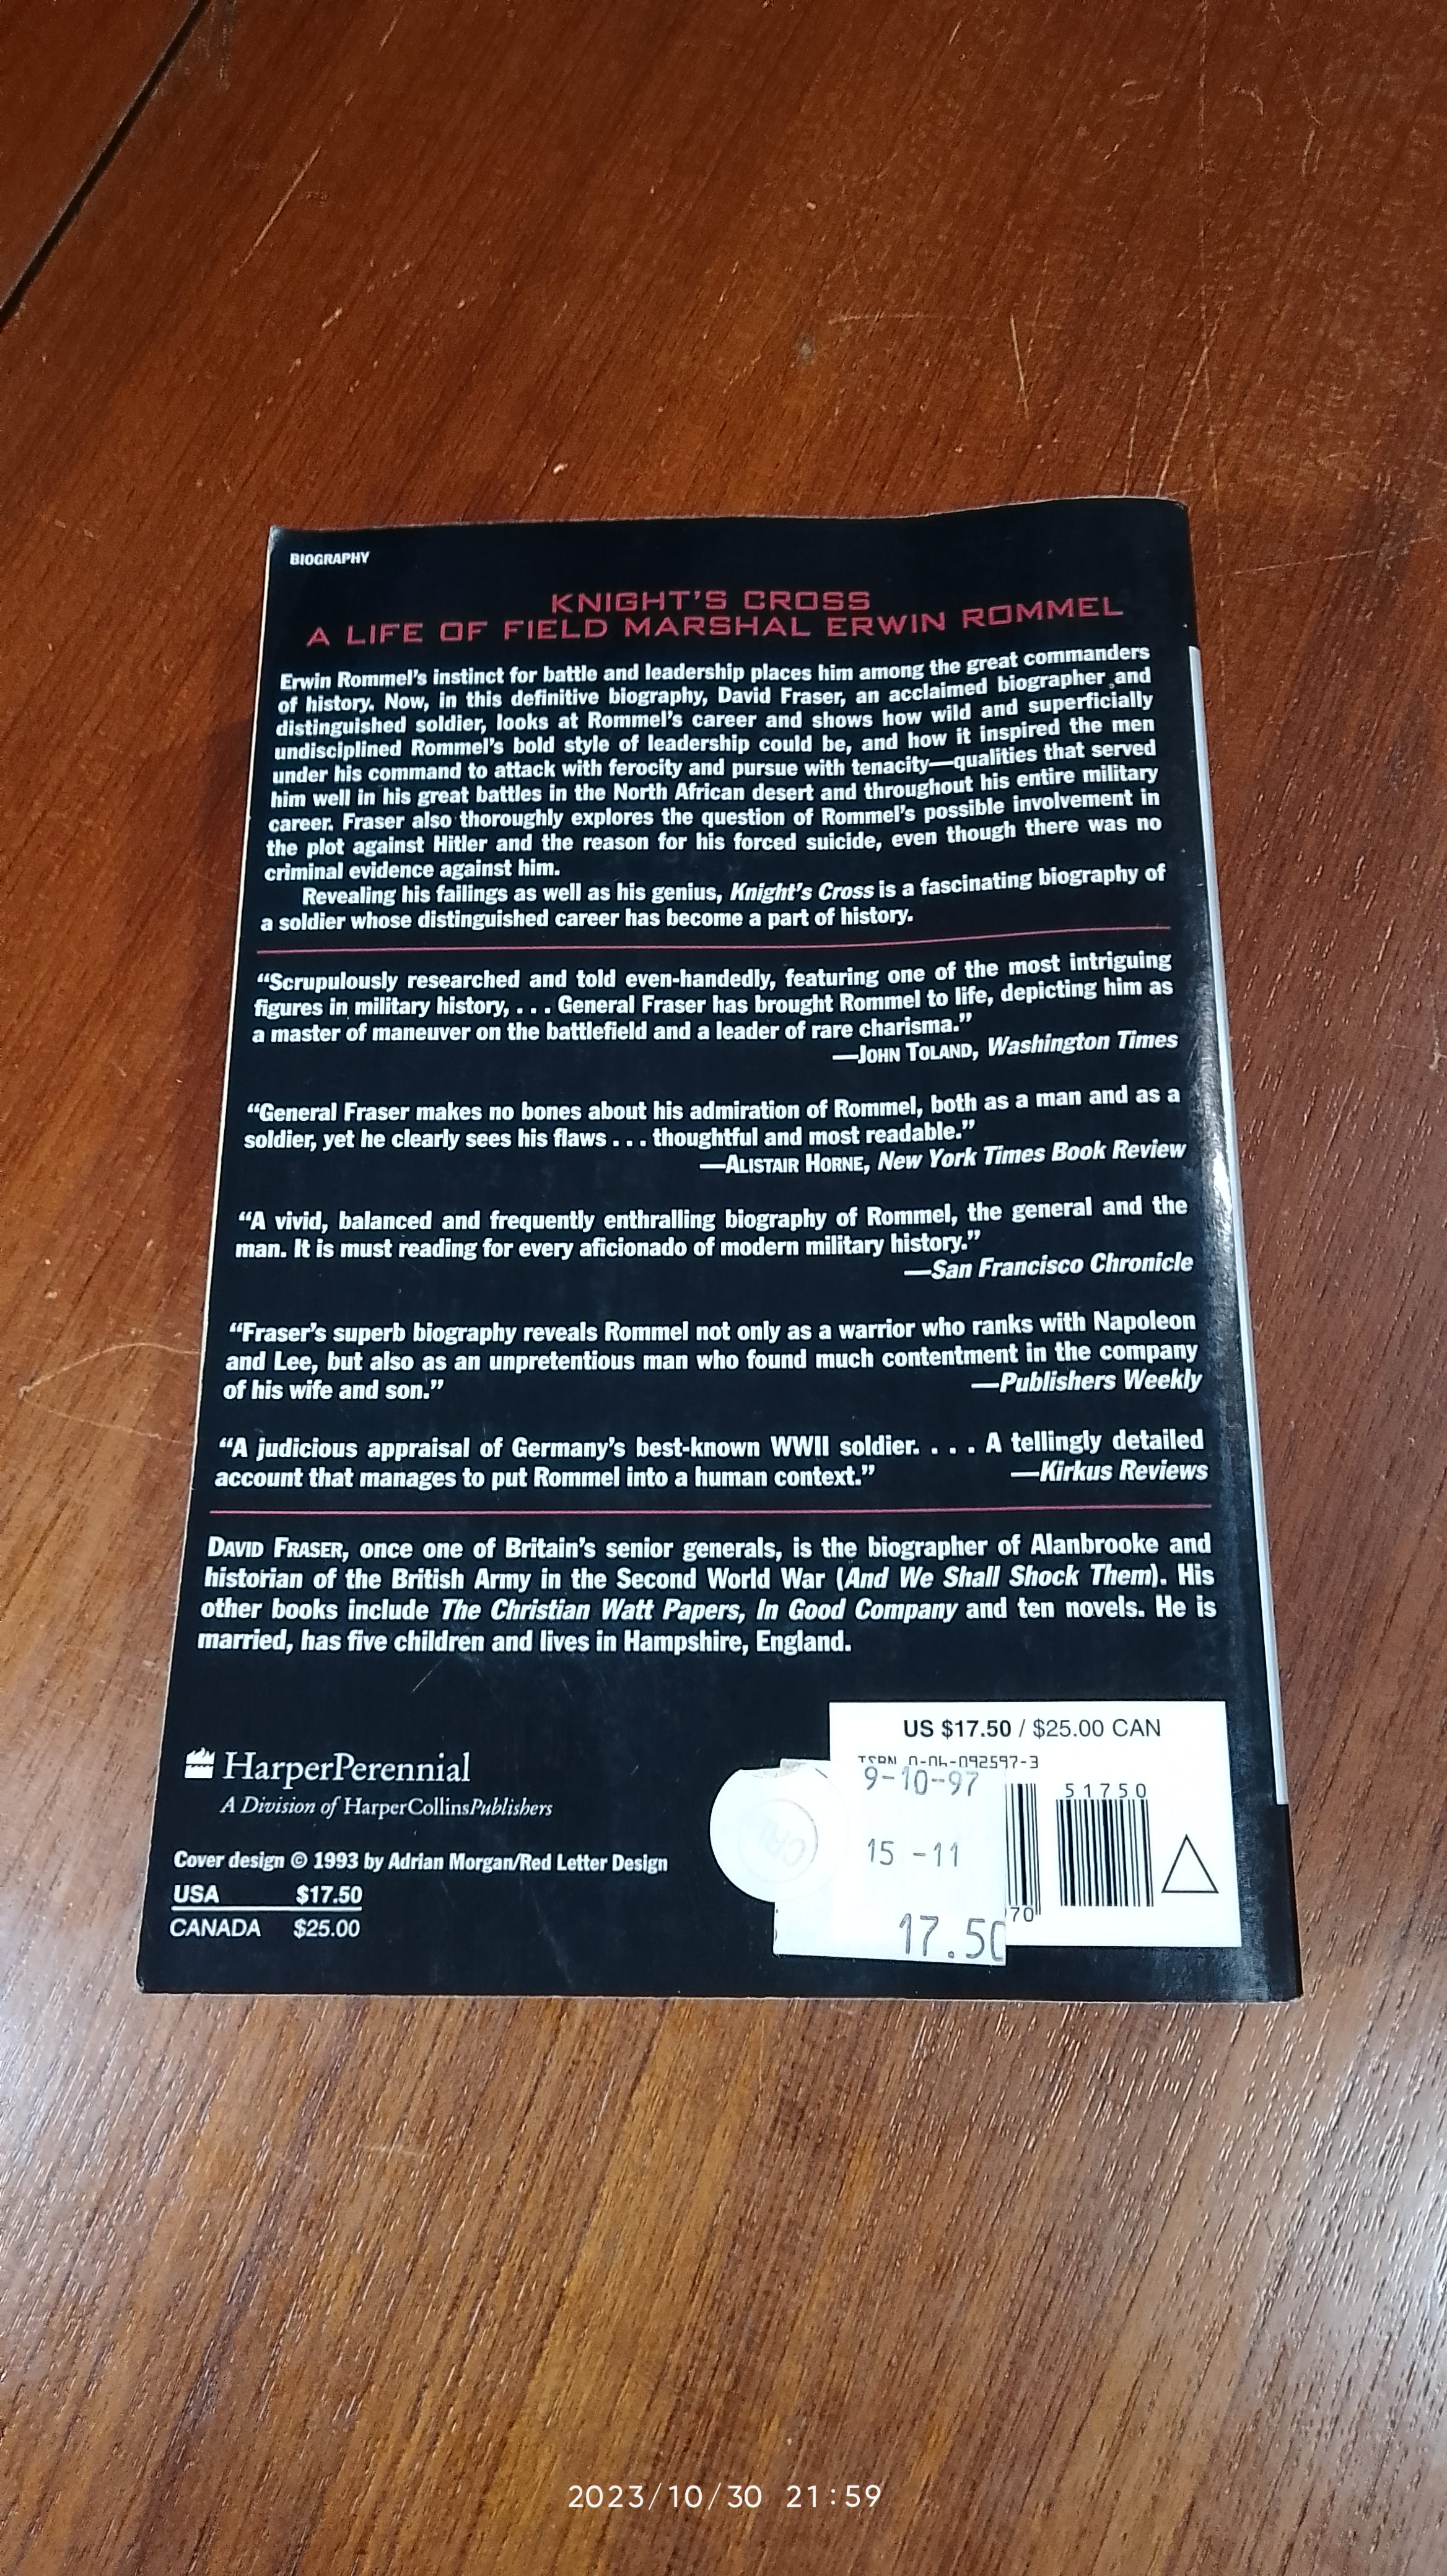 BIOGRAPHY
KNIGHT'S CROSS
A LIFE OF FIELD MARSHAL ERWIN ROMMEL
Erwin Rommel's instinct for battle and leadership places him among the great commanders
of history. Now, in this definitive biography, David Fraser, an acclaimed biographer and
distinguished soldier, looks at Rommel's career and shows how wild and superficially
undisciplined Rommel's bold style of leadership could be, and how it inspired the men
under his command to attack with ferocity and pursue with tenacity—qualities that served
him well in his great battles in the North African desert and throughout his entire military
career. Fraser also thoroughly explores the question of Rommel's possible involvement in
the plot against Hitler and the reason for his forced suicide, even though there was no
criminal evidence against him.
Revealing his failings as well as his genius, Knight's Cross is a fascinating biography of
a soldier whose distinguished career has become a part of history.
“Scrupulously researched and told even-handedly, featuring one of the most intriguing
figures in military history, . . . General Fraser has brought Rommel to life, depicting him as
a master of maneuver on the battlefield and a leader of rare charisma.”
—JOHN TOLAND, Washington Times
“General Fraser makes no bones about his admiration of Rommel, both as a man and as a
soldier, yet he clearly sees his flaws . . . thoughtful and most readable.”
—ALISTAIR HORNE, New York Times Book Review
“A vivid, balanced and frequently enthralling biography of Rommel, the general and the
man. It is must reading for every aficionado of modern military history.”
—San Francisco Chronicle
“Fraser's superb biography reveals Rommel not only as a warrior who ranks with Napoleon
and Lee, but also as an unpretentious man who found much contentment in the company
of his wife and son.” —Publishers Weekly
“A judicious appraisal of Germany's best-known WWII soldier. . . . A tellingly detailed
account that manages to put Rommel into a human context.” —Kirkus Reviews
DAVID FRASER, once one of Britain's senior generals, is the biographer of Alanbrooke and
historian of the British Army in the Second World War (And We Shall Shock Them). His
other books include The Christian Watt Papers, In Good Company and ten novels. He is
married, has five children and lives in Hampshire, England.
HarperPerennial
A Division of HarperCollinsPublishers
Cover design © 1993 by Adrian Morgan/Red Letter Design
USA $17.50
CANADA $25.00
US $17.50 / $25.00 CAN
ISBN 0-06-092597-3
9-10-97
51750
15 -11
70
17.50
2023/10/30 21:59